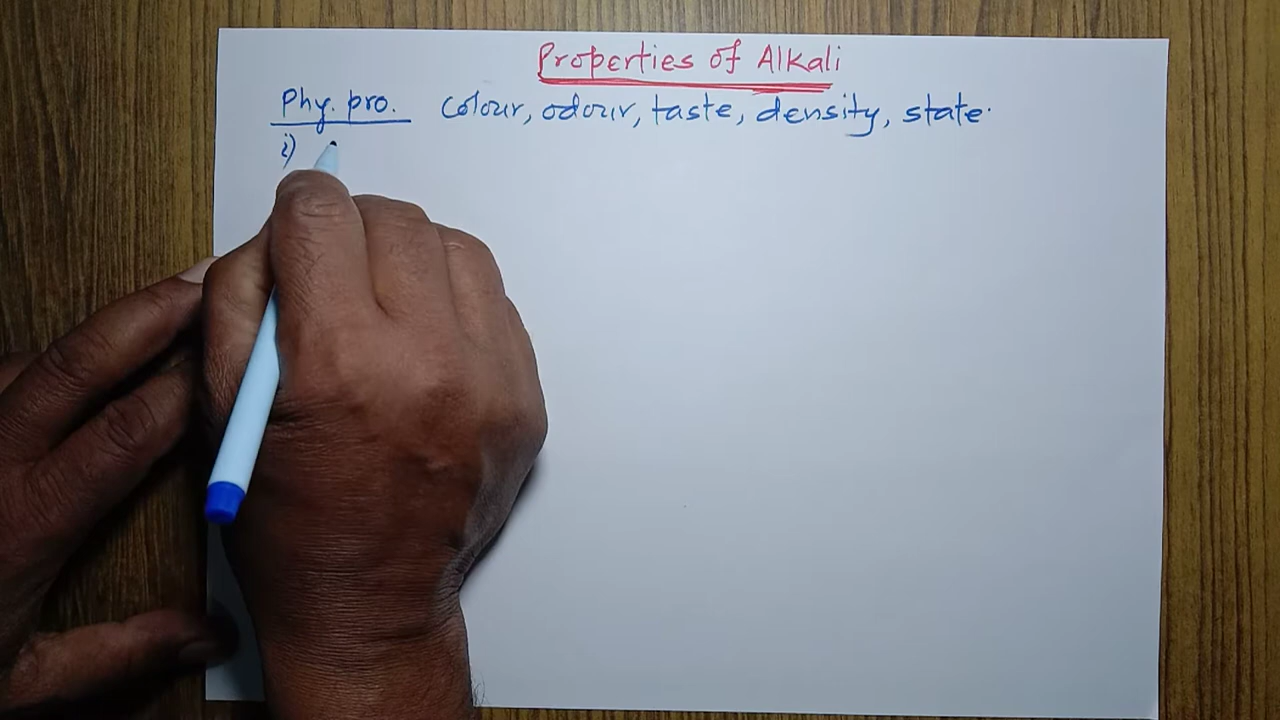 Properties of Alkali
Phy. pro. colour, odour, taste, density, state.
i)